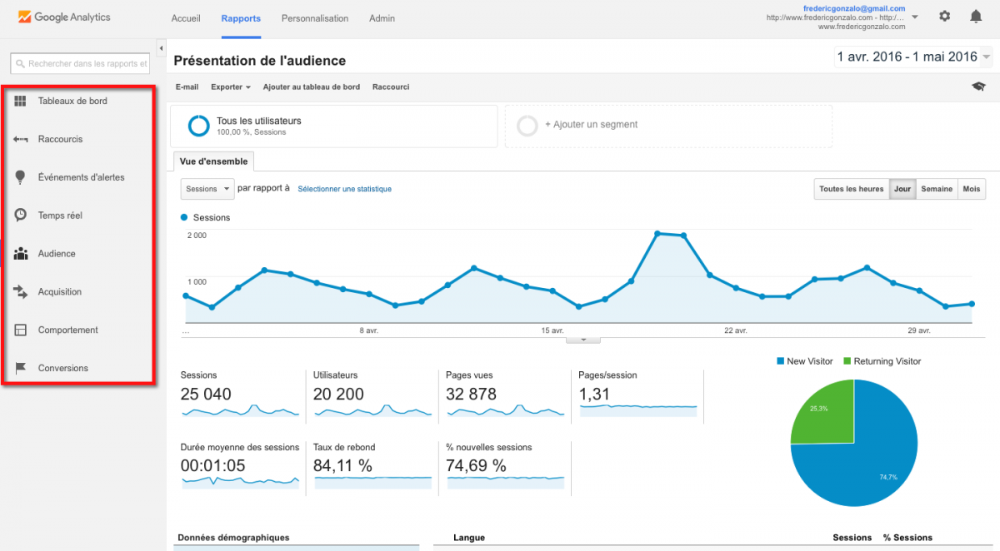 Google Analytics
Accueil
Rapports
Personnalisation
Admin
fredericgonzalo@gmail.com
http://www.fredericgonzalo.com - http:/...
www.fredericgonzalo.com
Rechercher dans les rapports et
Tableaux de bord
Raccourcis
Événements d'alertes
Temps réel
Audience
Acquisition
Comportement
Conversions
Présentation de l'audience
1 avr. 2016 - 1 mai 2016
E-mail
Exporter
Ajouter au tableau de bord
Raccourci
Tous les utilisateurs
100,00 %, Sessions
+ Ajouter un segment
Vue d'ensemble
Sessions
par rapport à
Sélectionner une statistique
Toutes les heures
Jour
Semaine
Mois
Sessions
2 000
1 000
...
8 avr.
15 avr.
22 avr.
29 avr.
Sessions
25 040
Utilisateurs
20 200
Pages vues
32 878
Pages/session
1,31
Durée moyenne des sessions
00:01:05
Taux de rebond
84,11 %
% nouvelles sessions
74,69 %
New Visitor
Returning Visitor
25,3%
74,7%
Données démographiques
Langue
Sessions
% Sessions